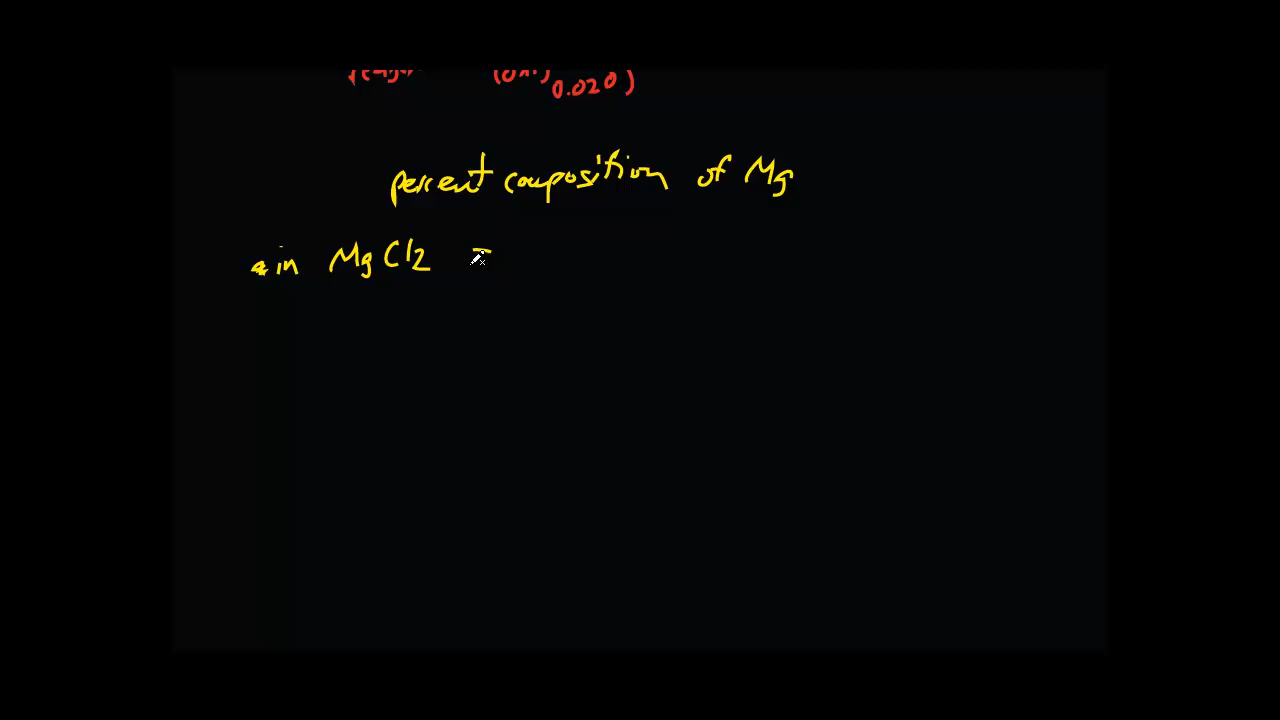 0.020)
percent composition of Mg
in MgCl2 =